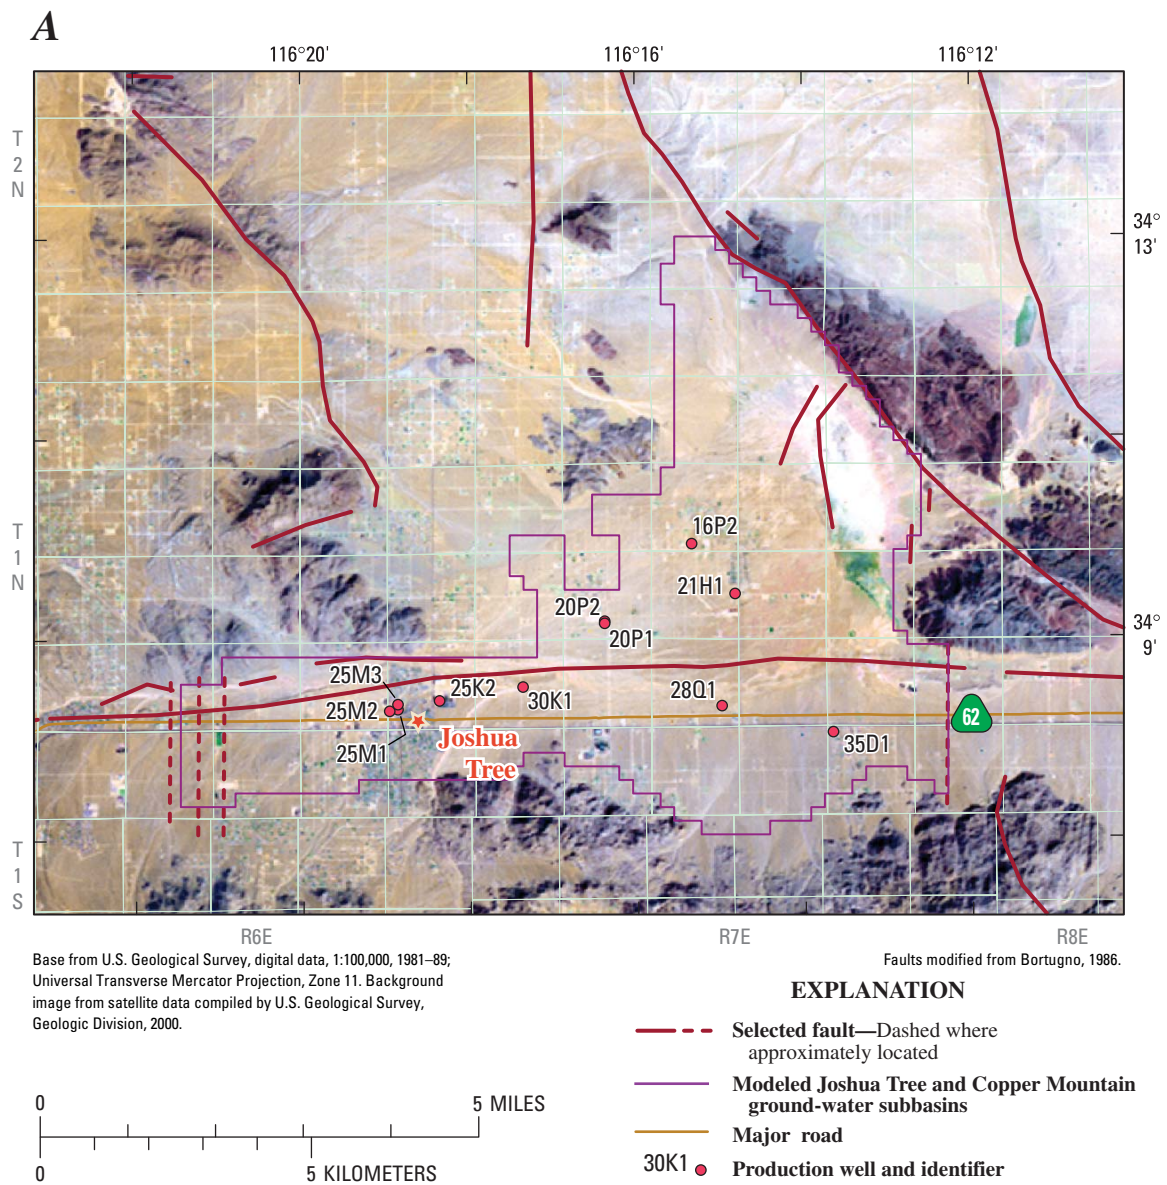 A
116°20'
116°16'
116°12'
T
2
N
34°
13'
T
1
N
16P2
21H1
20P2
20P1
34°
9'
25M3
25K2
30K1
28Q1
25M2
25M1
Joshua
Tree
62
35D1
T
1
S
R6E
R7E
R8E
Base from U.S. Geological Survey, digital data, 1:100,000, 1981–89;
Universal Transverse Mercator Projection, Zone 11. Background
image from satellite data compiled by U.S. Geological Survey,
Geologic Division, 2000.
Faults modified from Bortugno, 1986.
EXPLANATION
Selected fault—Dashed where
approximately located
Modeled Joshua Tree and Copper Mountain
ground-water subbasins
Major road
30K1 Production well and identifier
0 5 MILES
0 5 KILOMETERS